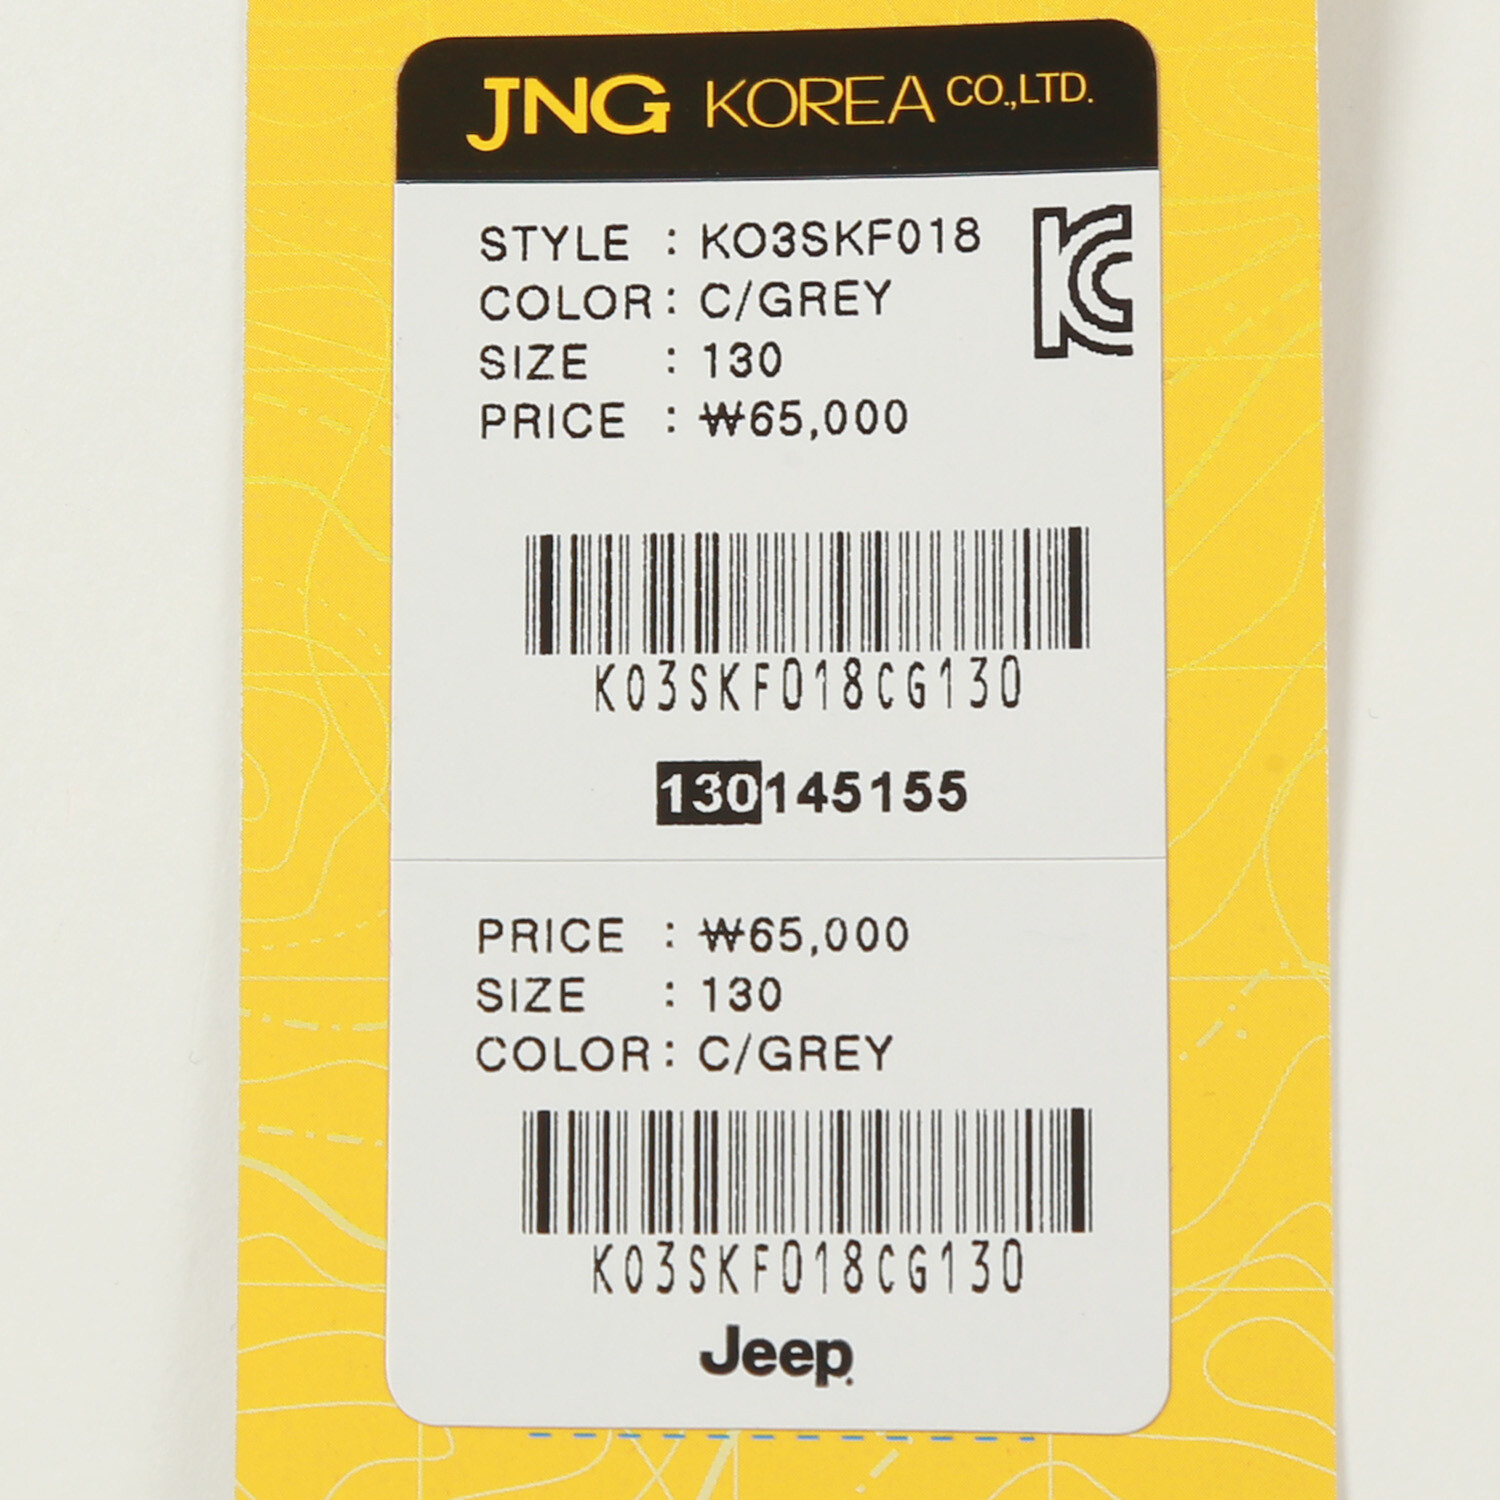 JNG KOREA CO.,LTD.
STYLE : KO3SKF018
COLOR : C/GREY
SIZE : 130
PRICE : ₩65,000
K03SKF018CG130
130145155
PRICE : ₩65,000
SIZE : 130
COLOR : C/GREY
K03SKF018CG130
Jeep